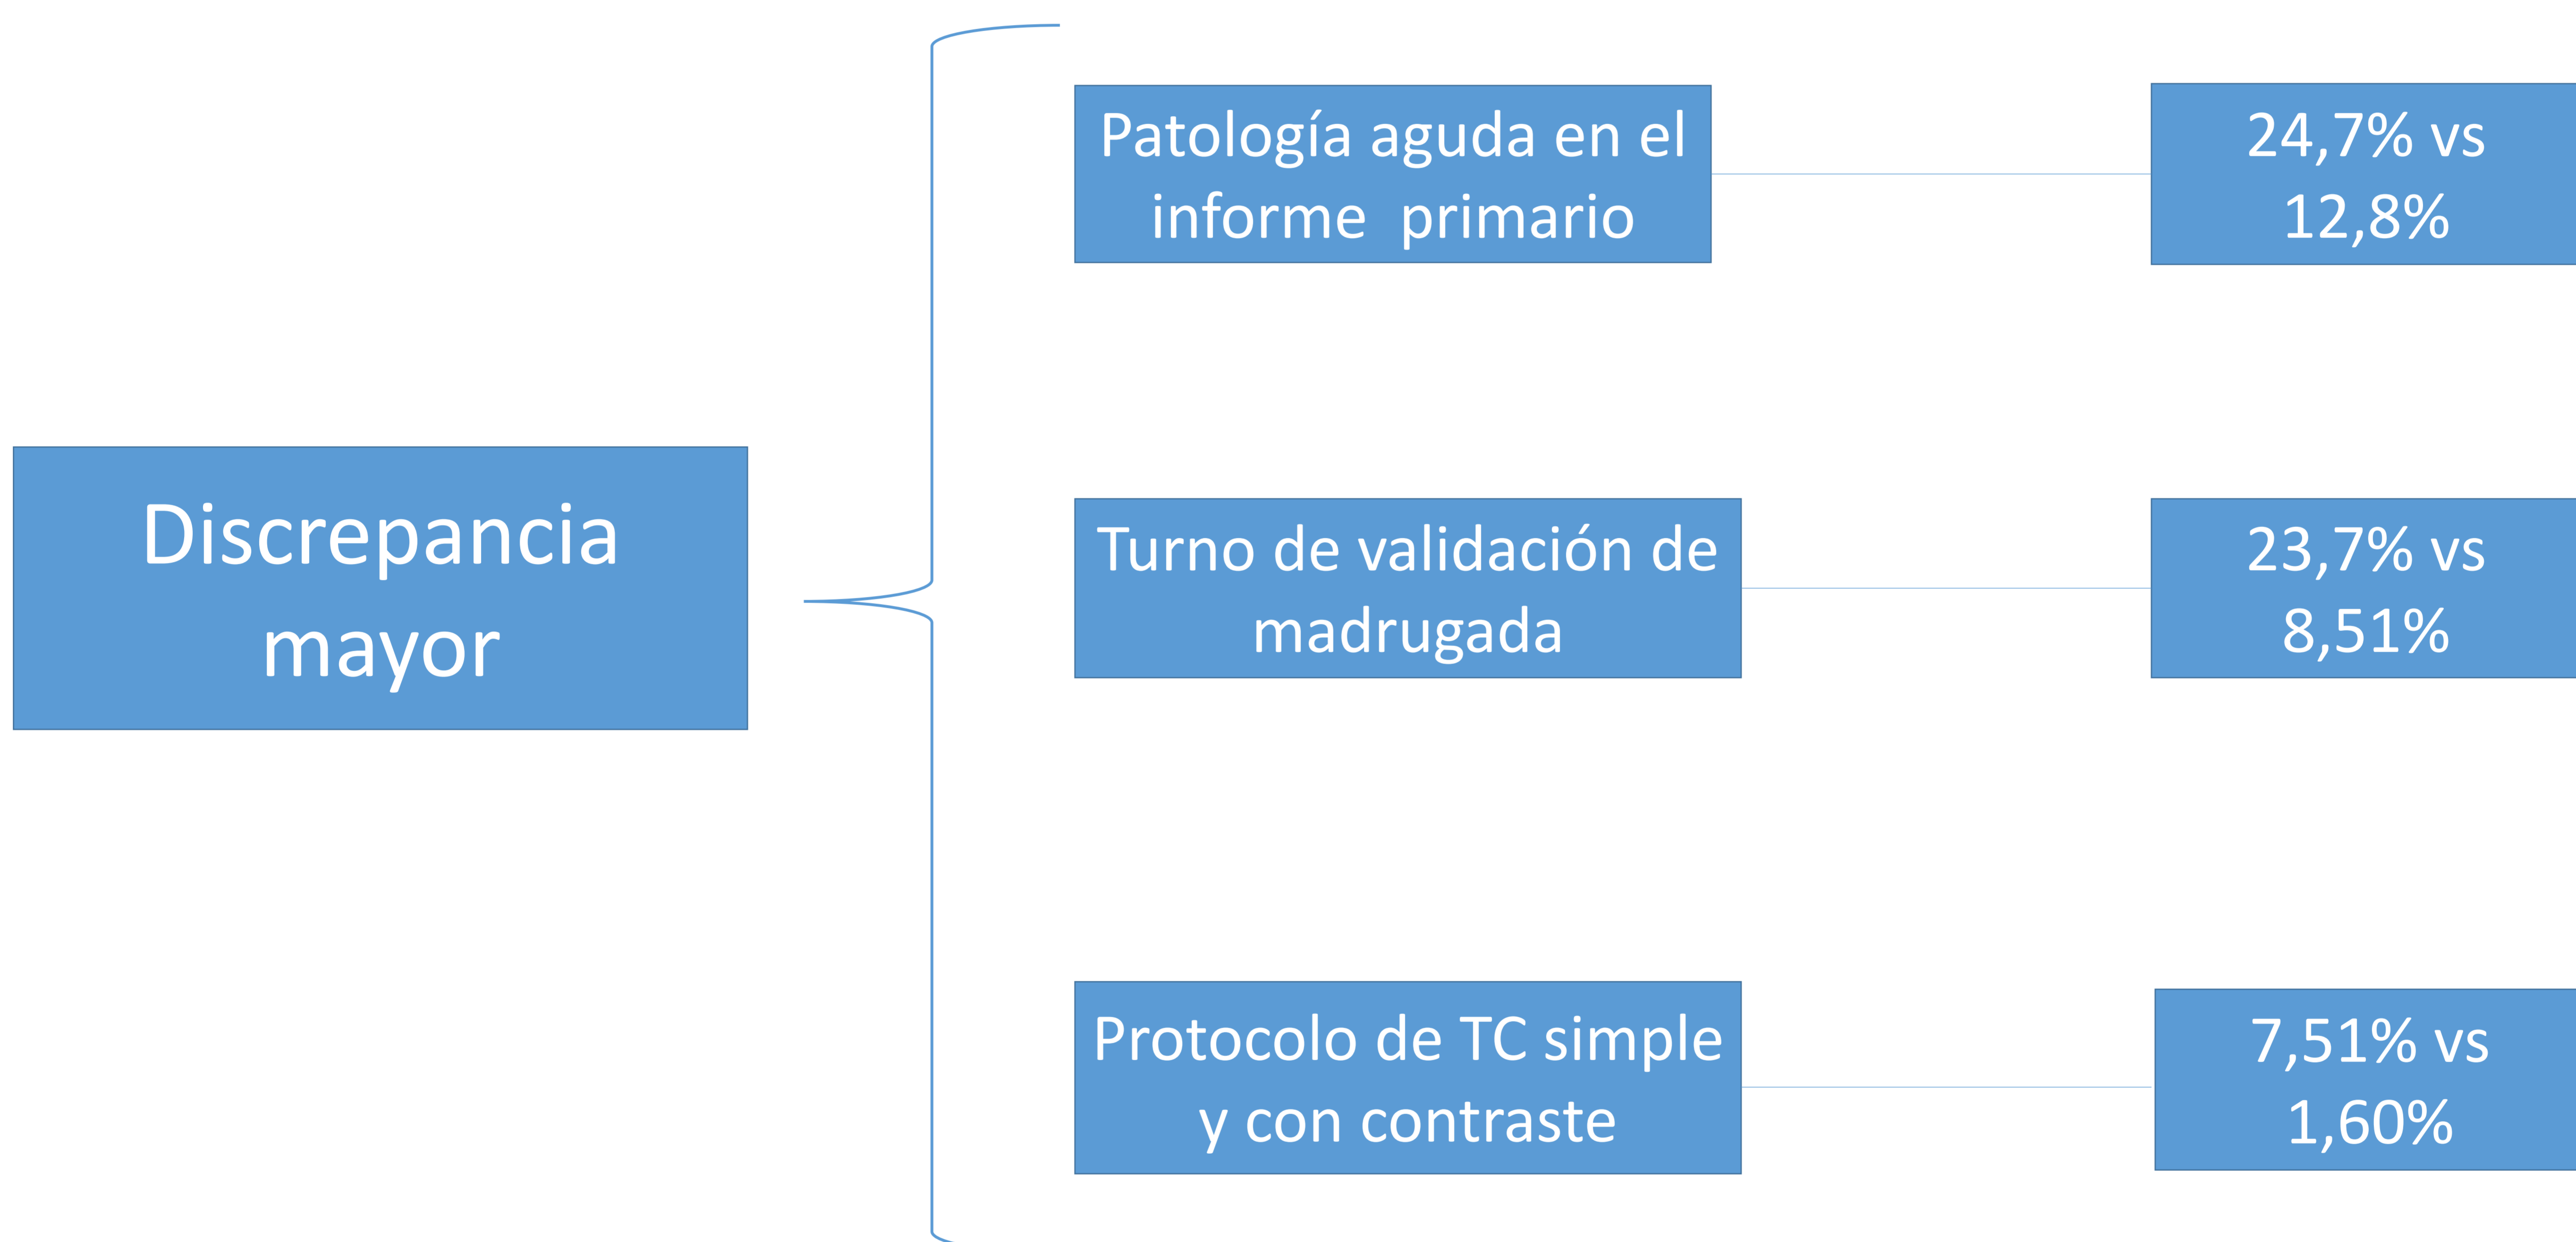 Patología aguda en el
informe primario
24,7% vs
12,8%
Discrepancia
mayor
Turno de validación de
madrugada
23,7% vs
8,51%
Protocolo de TC simple
y con contraste
7,51% vs
1,60%